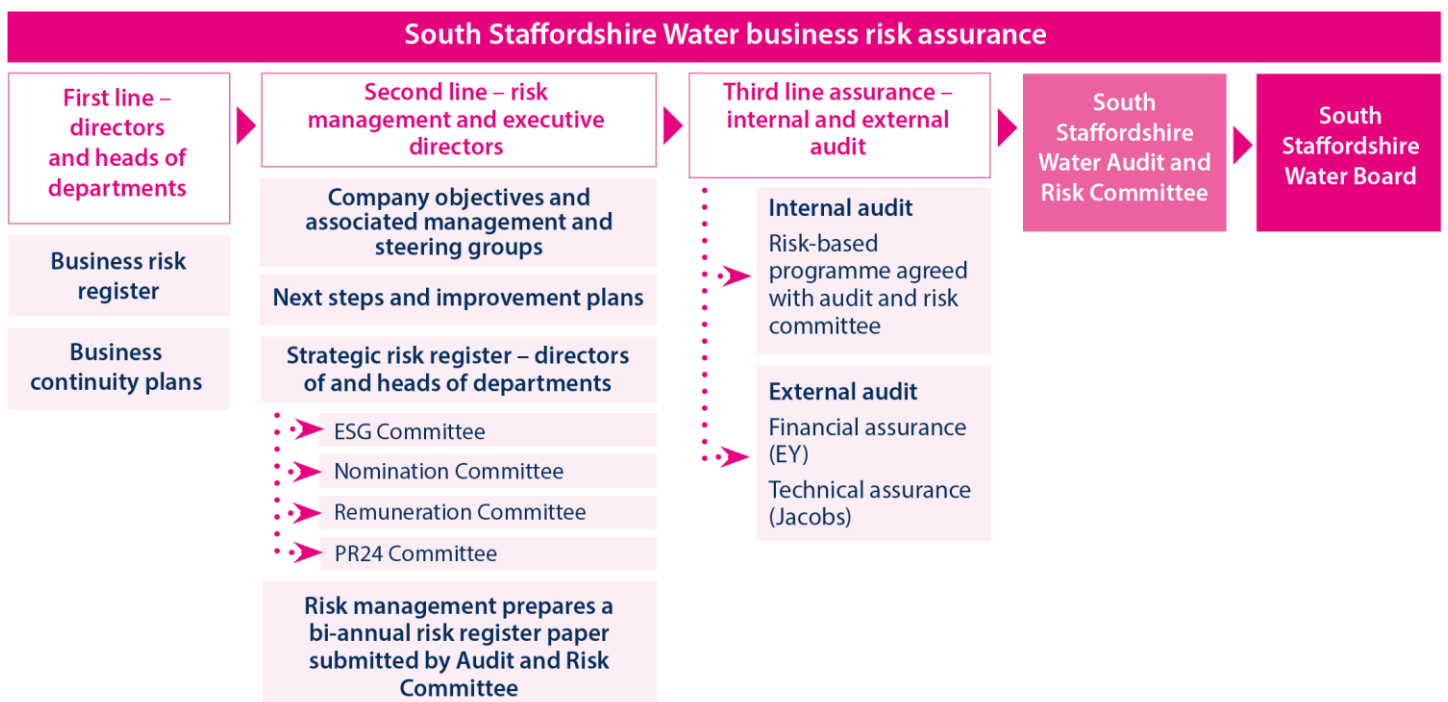 South Staffordshire Water business risk assurance
First line –
directors
and heads of
departments
Business risk
register
Business
continuity plans
Second line – risk
management and executive
directors
Company objectives and
associated management and
steering groups
Next steps and improvement plans
Strategic risk register – directors
of and heads of departments
ESG Committee
Nomination Committee
Remuneration Committee
PR24 Committee
Risk management prepares a
bi-annual risk register paper
submitted by Audit and Risk
Committee
Third line assurance –
internal and external
audit
Internal audit
Risk-based
programme agreed
with audit and risk
committee
External audit
Financial assurance
(EY)
Technical assurance
(Jacobs)
South
Staffordshire
Water Audit and
Risk Committee
South
Staffordshire
Water Board